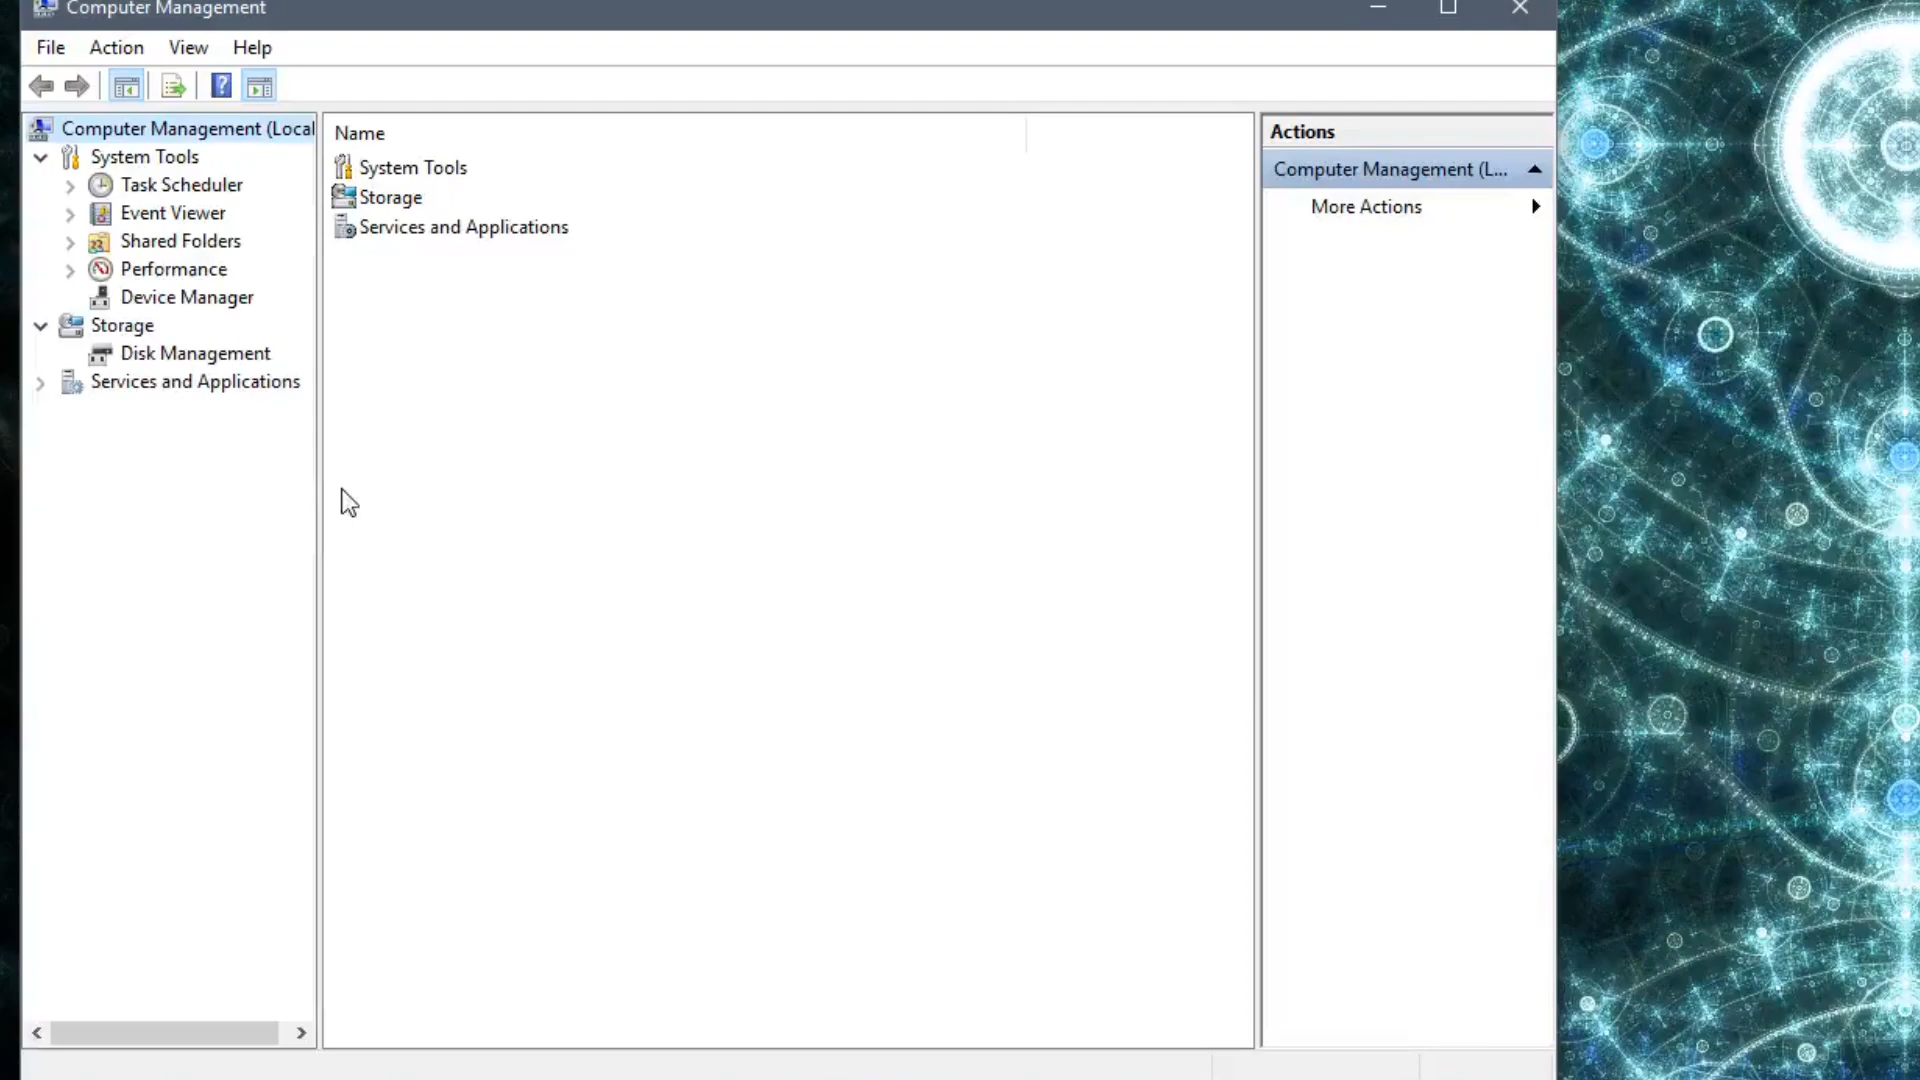 Computer Management
File Action View Help
Computer Management (Local
System Tools
Task Scheduler
Event Viewer
Shared Folders
Performance
Device Manager
Storage
Disk Management
Services and Applications
Name
System Tools
Storage
Services and Applications
Actions
Computer Management (L...
More Actions